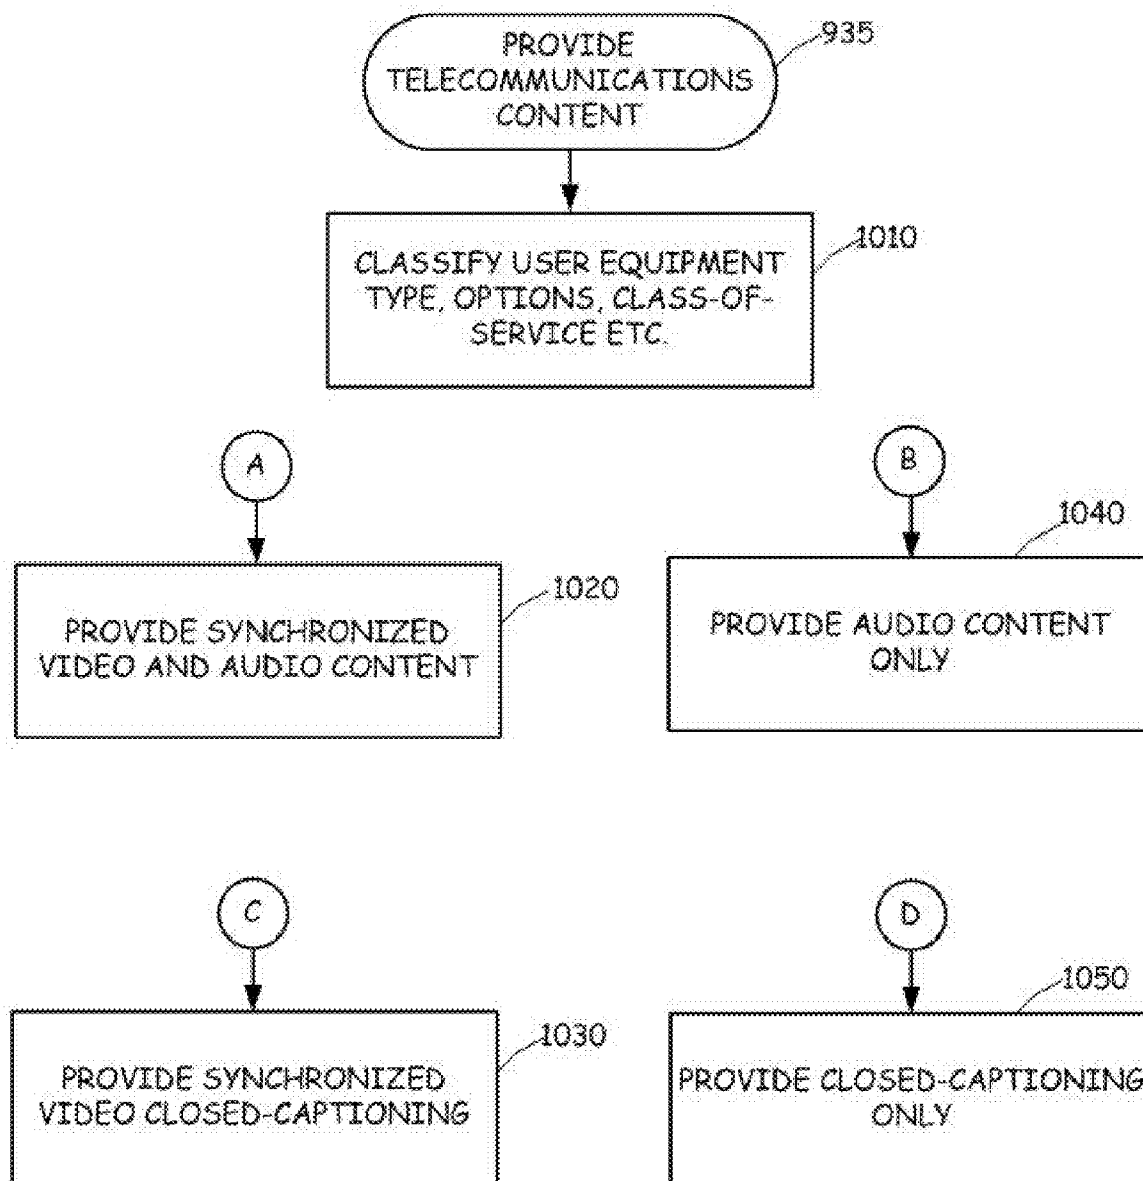 PROVIDE
TELECOMMUNICATIONS
CONTENT
935
CLASSIFY USER EQUIPMENT
TYPE, OPTIONS, CLASS-OF-
SERVICE ETC.
1010
A
PROVIDE SYNCHRONIZED
VIDEO AND AUDIO CONTENT
1020
B
PROVIDE AUDIO CONTENT
ONLY
1040
C
PROVIDE SYNCHRONIZED
VIDEO CLOSED-CAPTIONING
1030
D
PROVIDE CLOSED-CAPTIONING
ONLY
1050